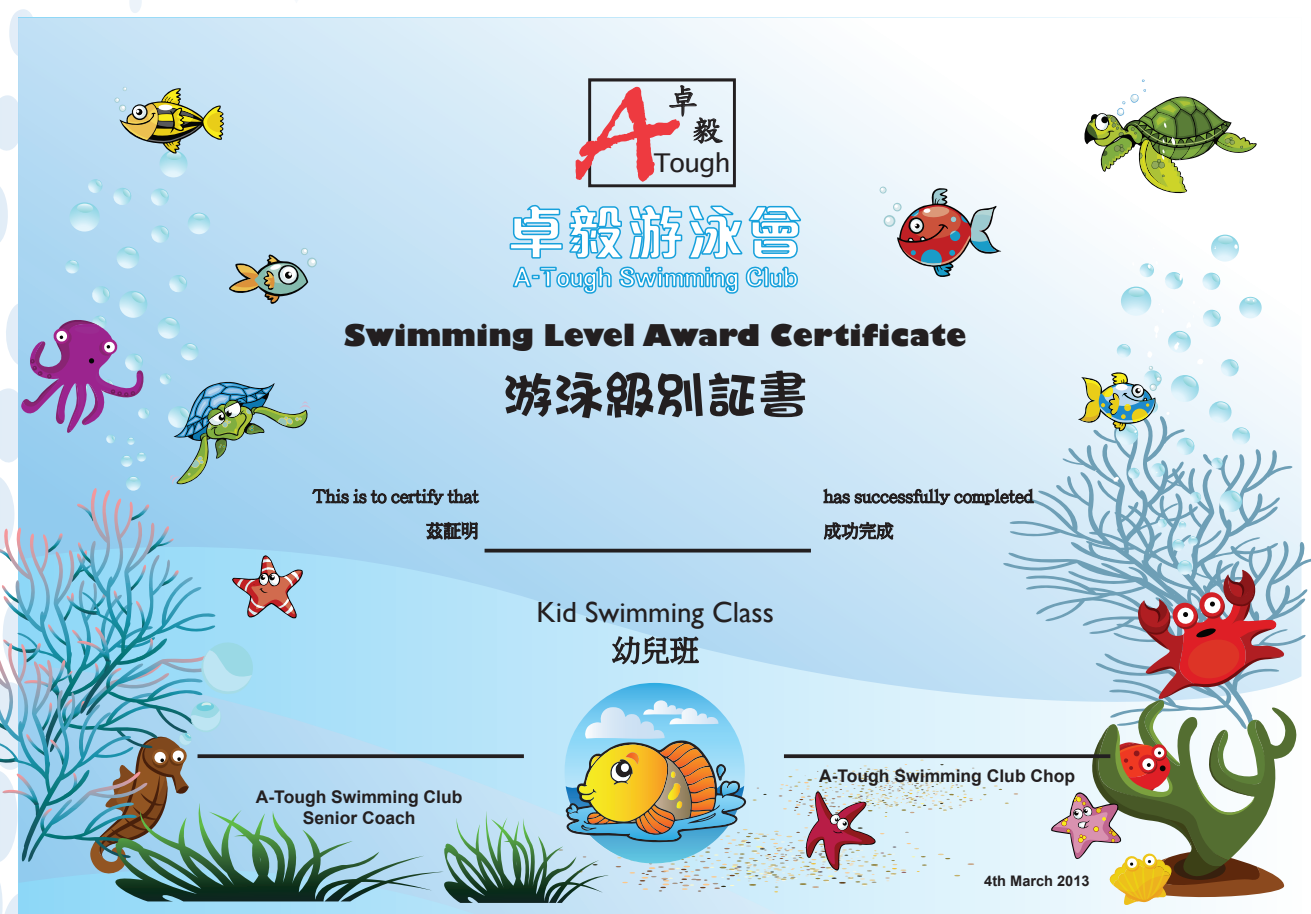 A 卓毅
Tough
卓毅游泳會
A-Tough Swimming Club
Swimming Level Award Certificate
游泳級別証書
This is to certify that
茲証明
has successfully completed
成功完成
Kid Swimming Class
幼兒班
A-Tough Swimming Club
Senior Coach
A-Tough Swimming Club Chop
4th March 2013